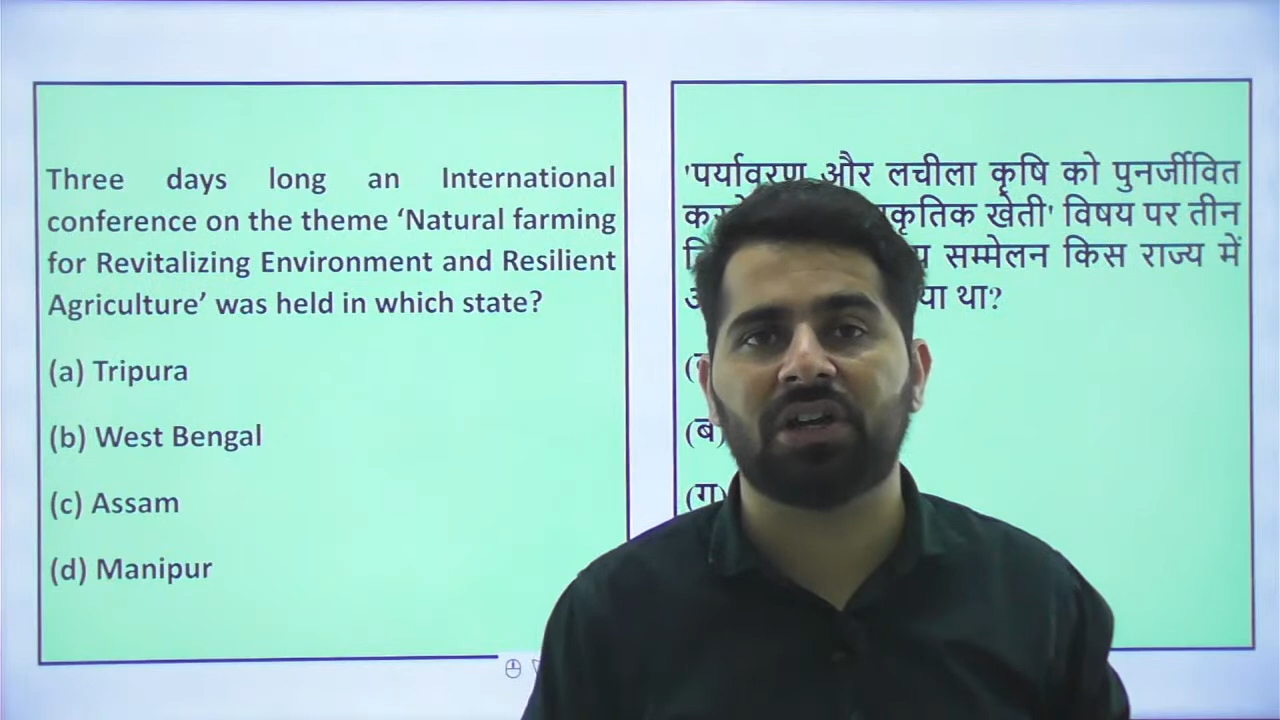 Three days long an International
conference on the theme ‘Natural farming
for Revitalizing Environment and Resilient
Agriculture’ was held in which state?
(a) Tripura
(b) West Bengal
(c) Assam
(d) Manipur
'पर्यावरण और लचीला कृषि को पुनर्जीवित
खेती' विषय पर तीन
सम्मेलन किस राज्य में
था?
(ब)
(ग)